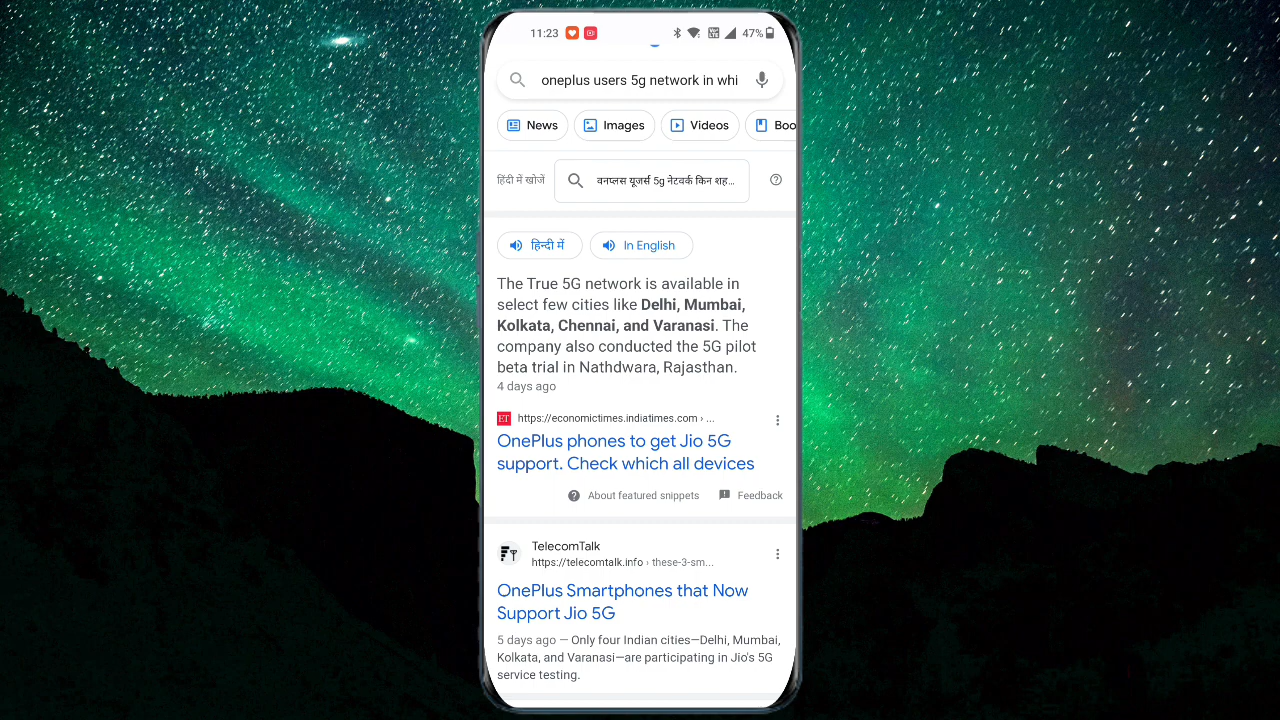 11:23 47%
oneplus users 5g network in whi
News Images Videos Boo
हिंदी में खोजें वनप्लस यूजर्स 5g नेटवर्क किन शह...
हिन्दी में In English
The True 5G network is available in
select few cities like Delhi, Mumbai,
Kolkata, Chennai, and Varanasi. The
company also conducted the 5G pilot
beta trial in Nathdwara, Rajasthan.
4 days ago
ET https://economictimes.indiatimes.com › ...
OnePlus phones to get Jio 5G
support. Check which all devices
About featured snippets Feedback
TelecomTalk
https://telecomtalk.info › these-3-sm...
OnePlus Smartphones that Now
Support Jio 5G
5 days ago — Only four Indian cities—Delhi, Mumbai,
Kolkata, and Varanasi—are participating in Jio's 5G
service testing.